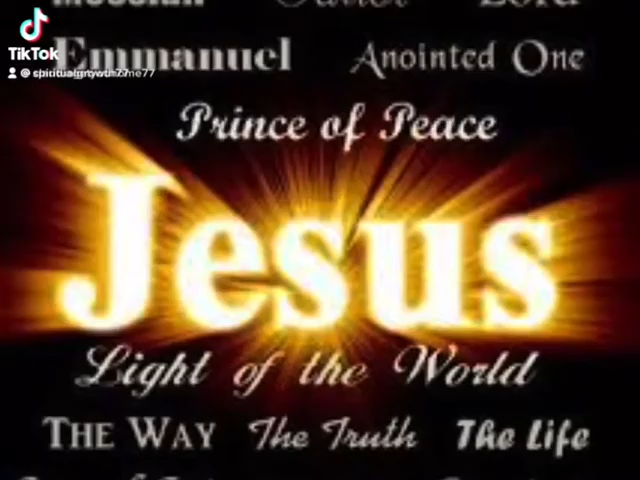 TikTok
Emmanuel Anointed One
Prince of Peace
Jesus
Light of the World
THE WAY The Truth The Life